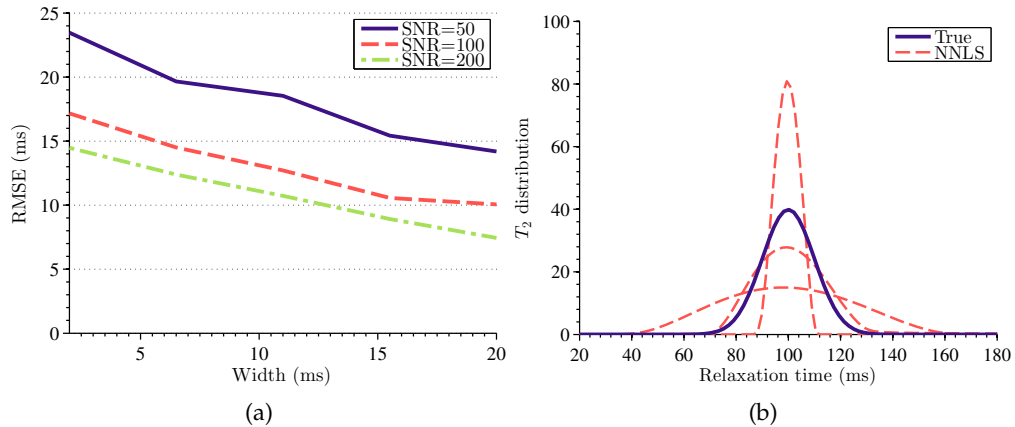 25
20
15
10
5
0
RMSE (ms)
5
10
15
20
Width (ms)
SNR=50
SNR=100
SNR=200
(a)
100
80
60
40
20
0
T₂ distribution
20
40
60
80
100
120
140
160
180
Relaxation time (ms)
True
NNLS
(b)